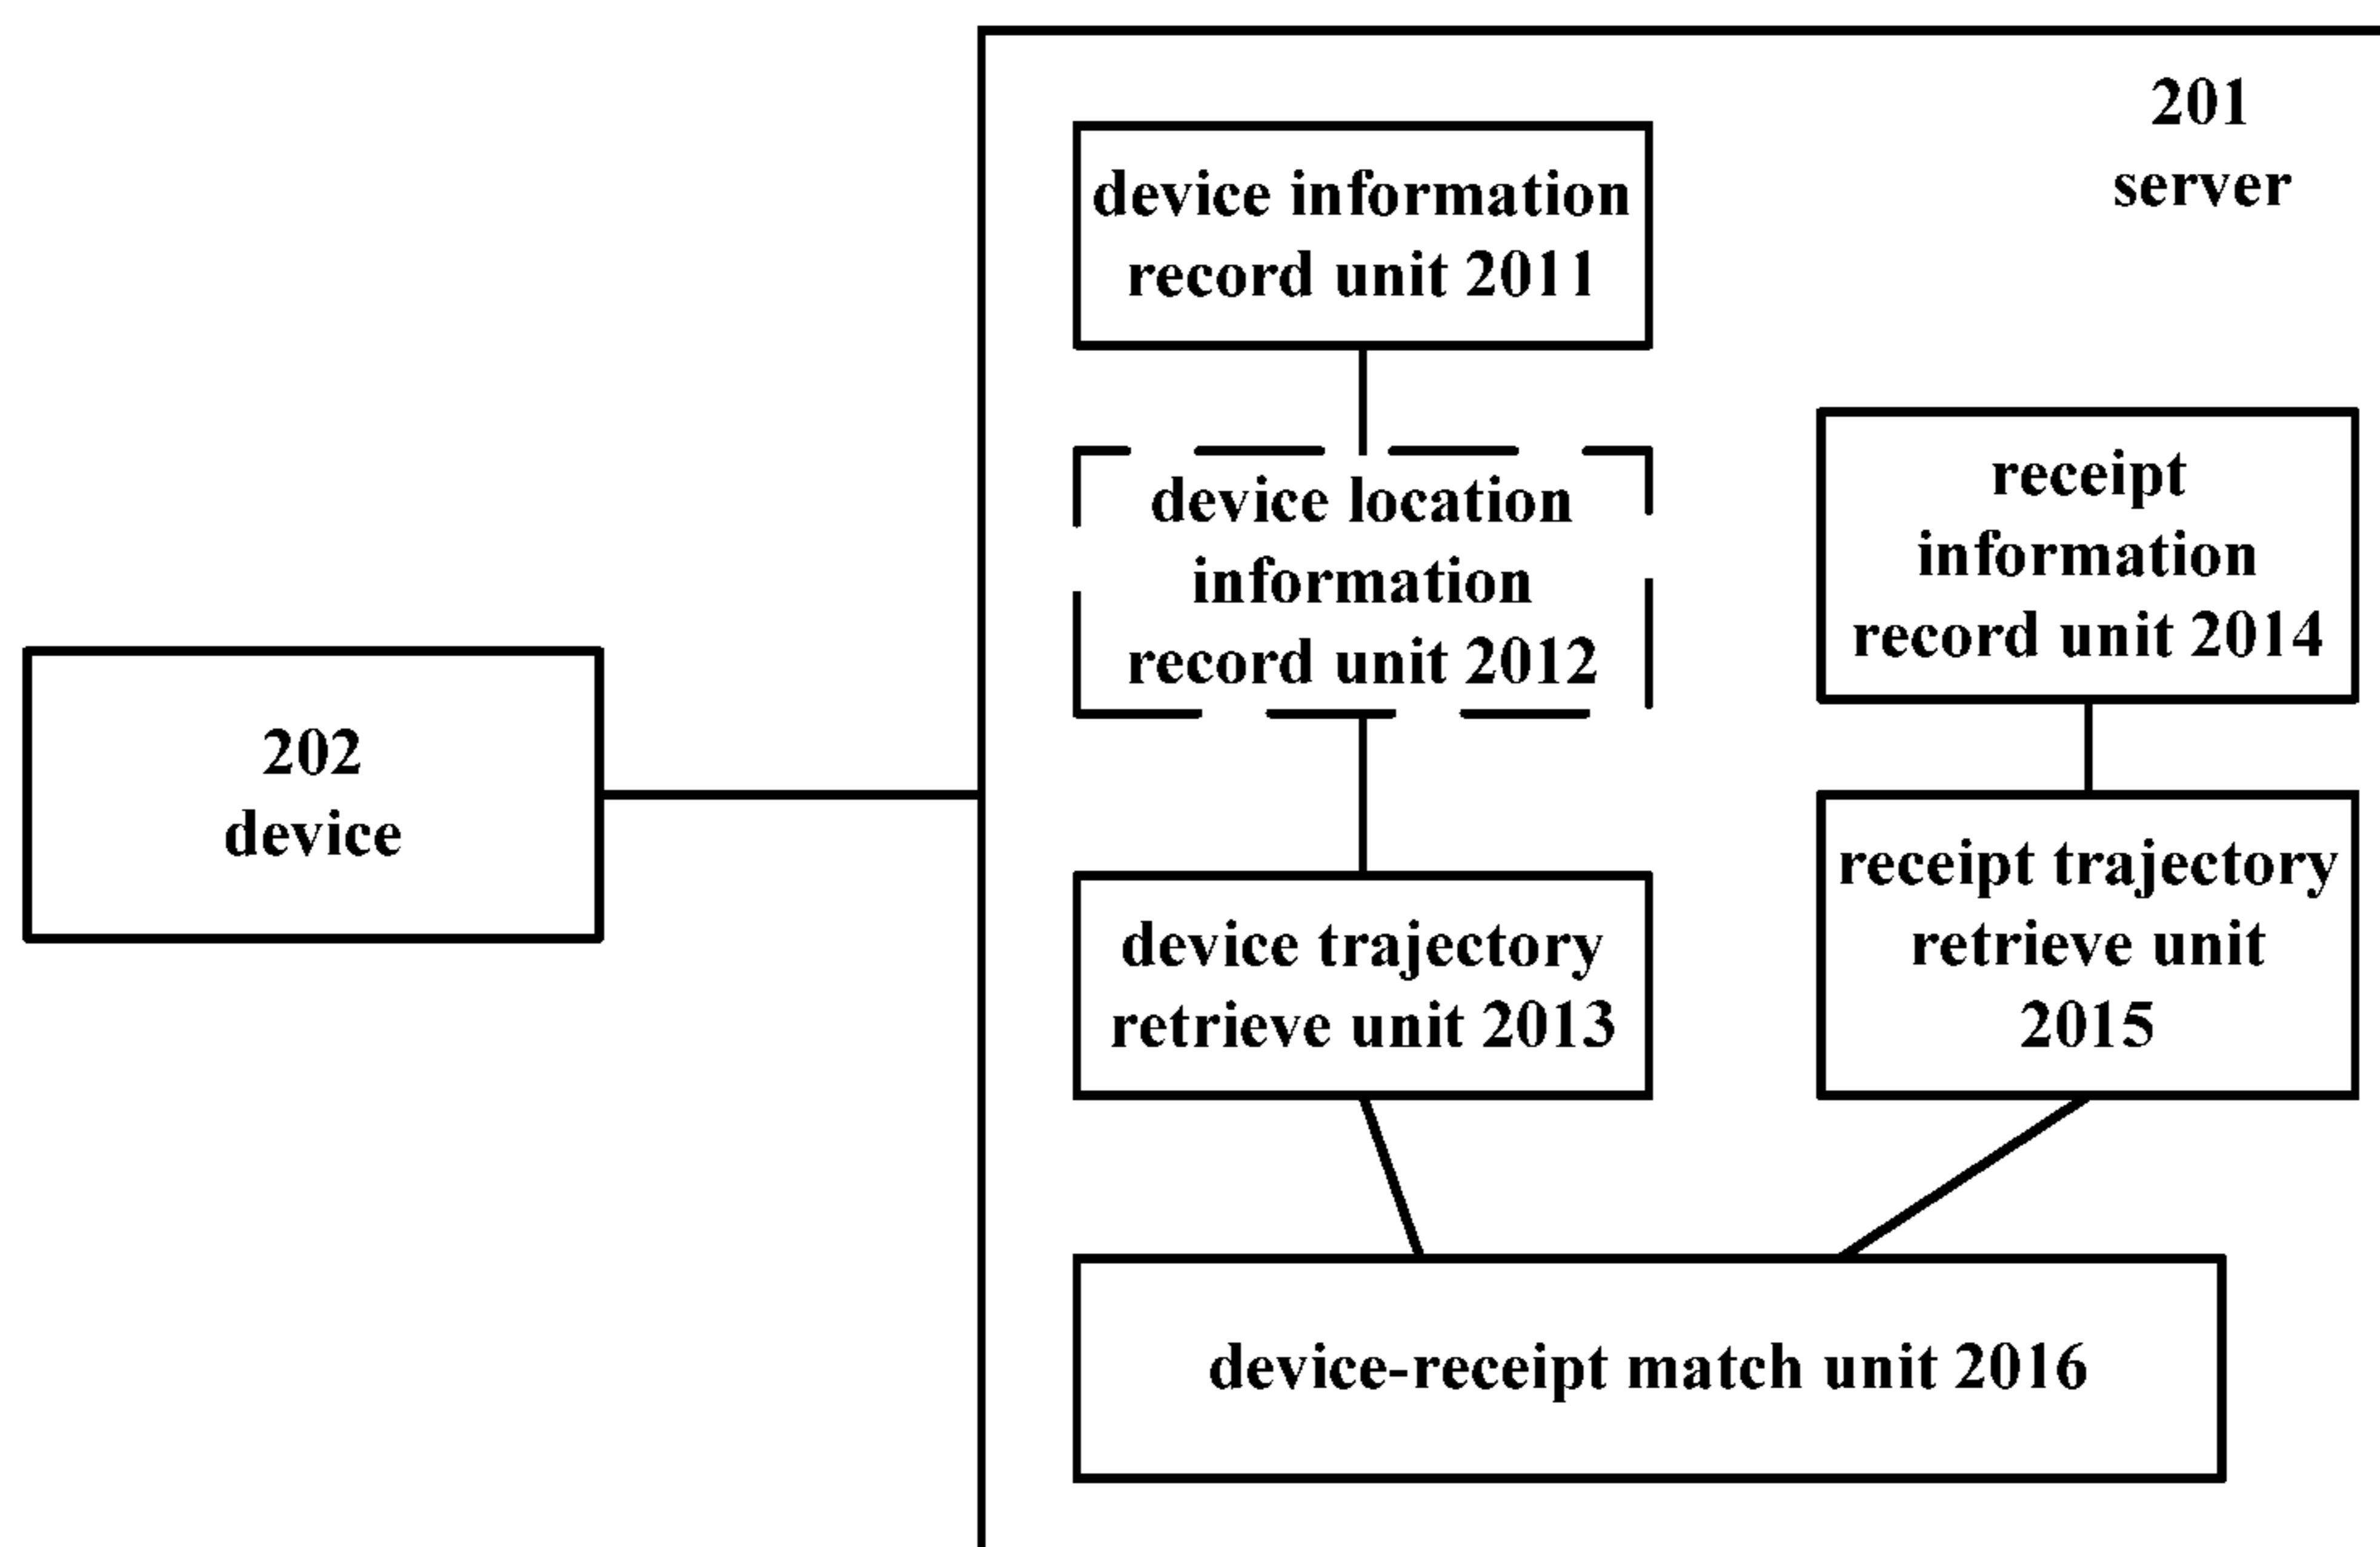 201
server
device information
record unit 2011
device location
information
record unit 2012
receipt
information
record unit 2014
202
device
device trajectory
retrieve unit 2013
receipt trajectory
retrieve unit
2015
device-receipt match unit 2016